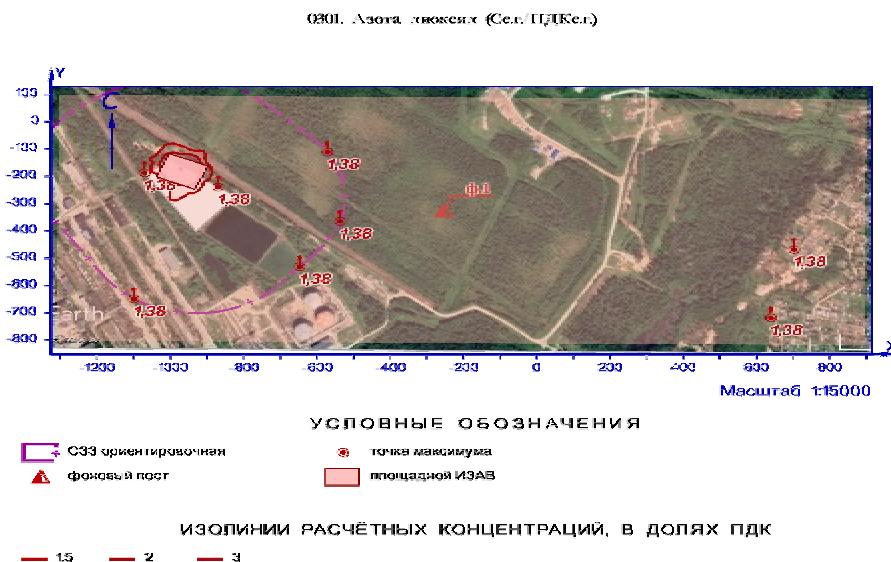 0301. Азота диоксид (Сс.г./ПДКс.г.)
Y
С
0
-100
-200
-300
-400
-500
-600
-700
-800
1,38
1,38
1,38
1,38
1,38
1,38
1,38
1,38
ф.1
earth
-1200 -1000 -800 -600 -400 -200 0 200 400 600 800
Масштаб 1:15000
УСЛОВНЫЕ ОБОЗНАЧЕНИЯ
СЗЗ ориентировочная
точка максимума
фоновый пост
площадной ИЗАВ
ИЗОЛИНИИ РАСЧЁТНЫХ КОНЦЕНТРАЦИЙ, В ДОЛЯХ ПДК
1.5 2 3